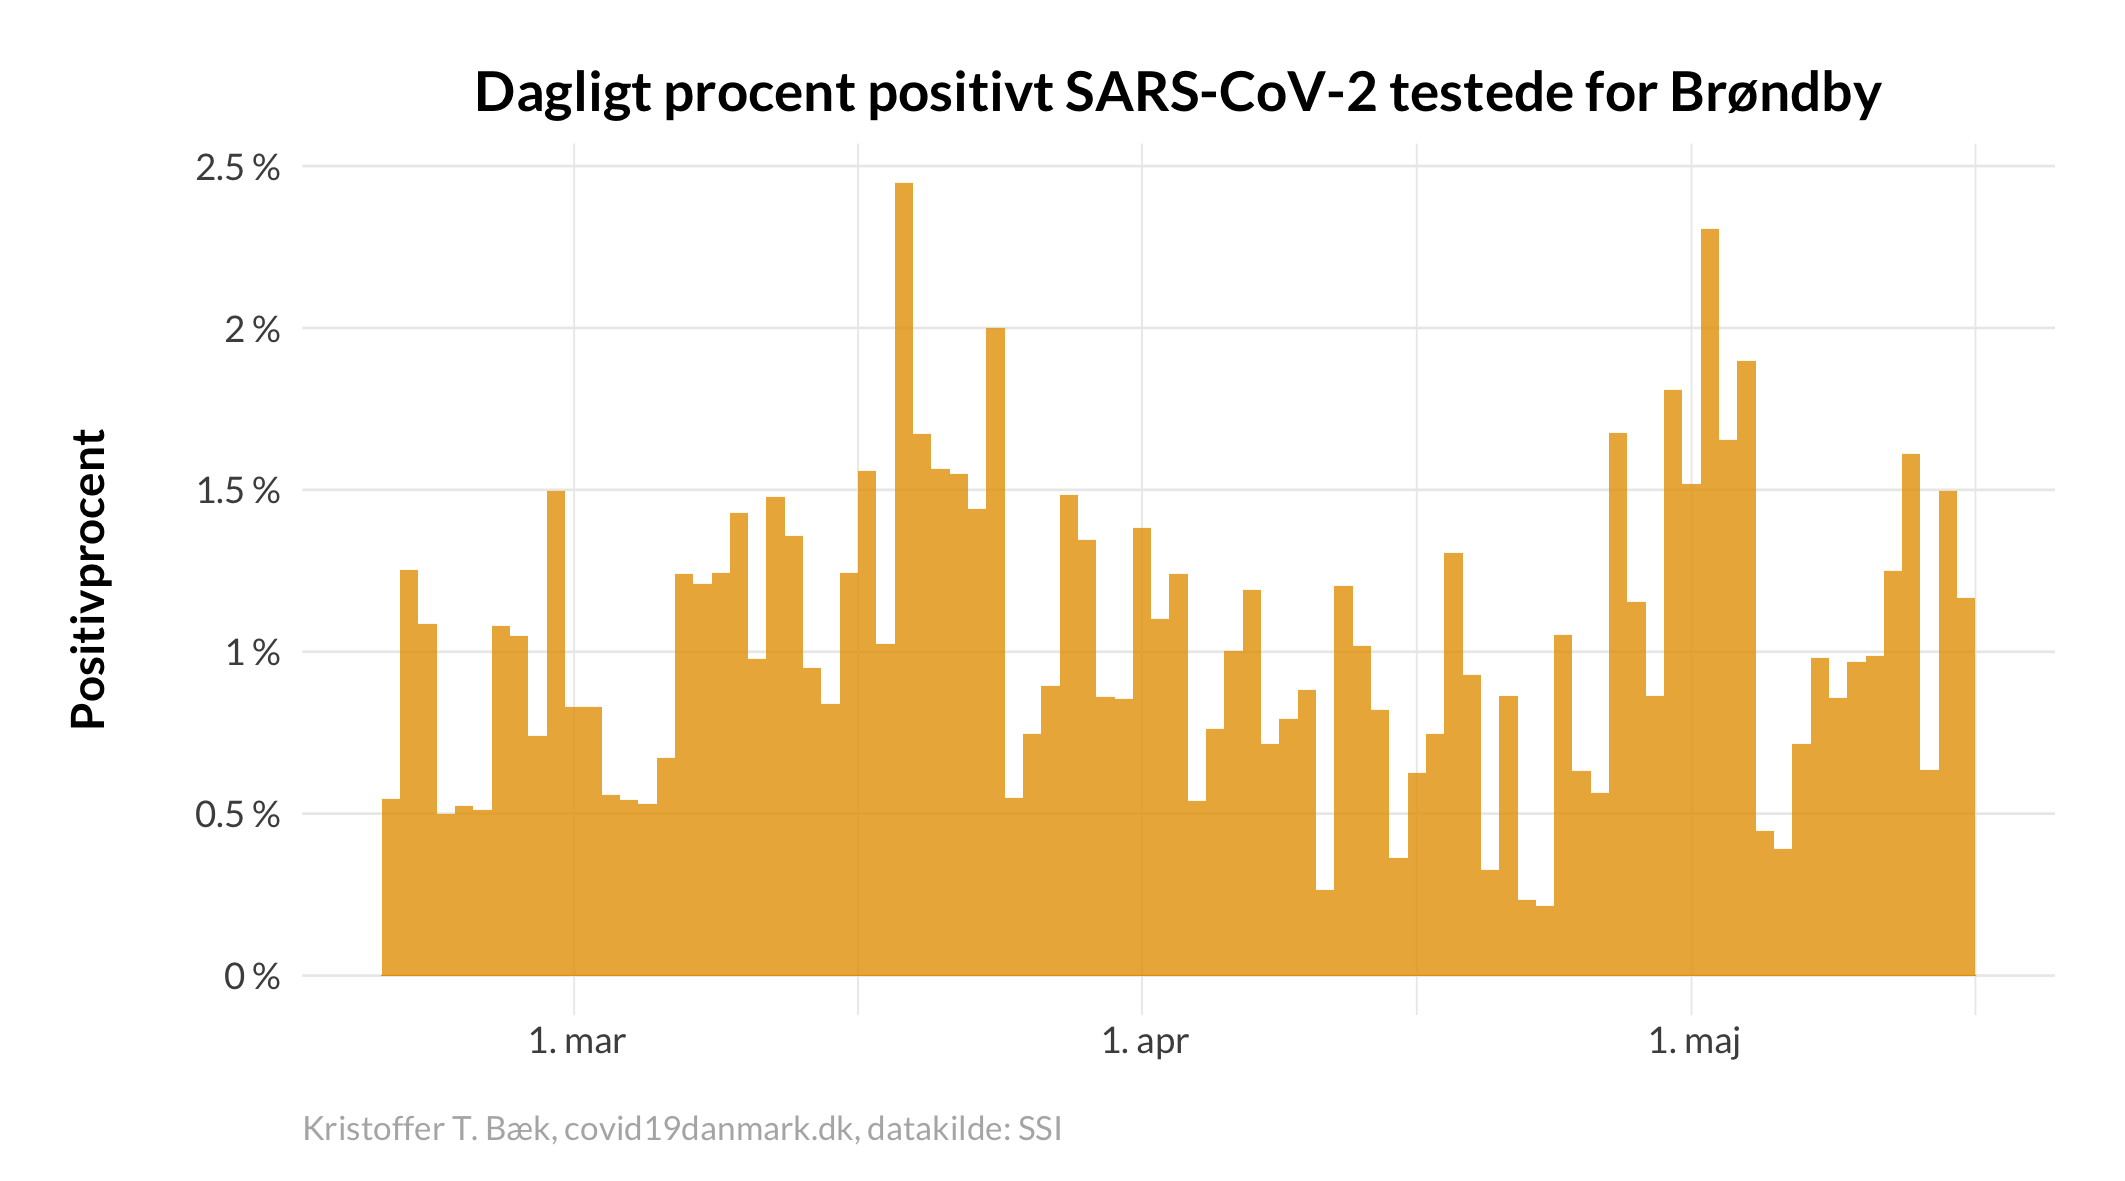 Dagligt procent positivt SARS-CoV-2 testede for Brøndby
Positivprocent
2.5 %
2 %
1.5 %
1 %
0.5 %
0 %
1. mar
1. apr
1. maj
Kristoffer T. Bæk, covid19danmark.dk, datakilde: SSI